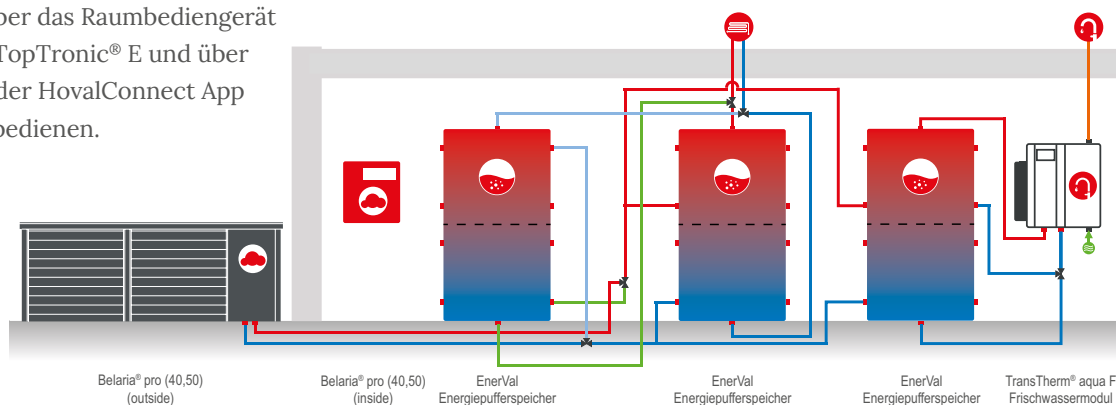 ber das Raumbediengerät
TopTronic® E und über
der HovalConnect App
bedienen.
Belaria® pro (40,50)
(outside)
Belaria® pro (40,50)
(inside)
EnerVal
Energiepufferspeicher
EnerVal
Energiepufferspeicher
EnerVal
Energiepufferspeicher
TransTherm® aqua F
Frischwassermodul